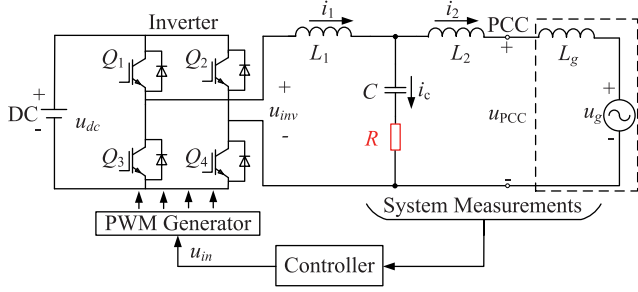 Inverter
i₁
i₂
PCC
Q₁
Q₂
L₁
L₂
L_g
+
+
+
+
DC
u_dc
u_inv
C
i_c
u_PCC
u_g
-
-
-
-
R
Q₃
Q₄
PWM Generator
System Measurements
u_in
Controller